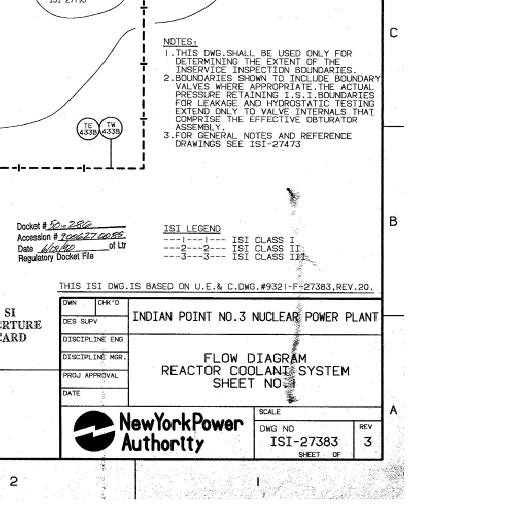 C
NOTES:
1.THIS DWG.SHALL BE USED ONLY FOR
DETERMINING THE EXTENT OF THE
INSERVICE INSPECTION BOUNDARIES.
2.BOUNDARIES SHOWN TO INCLUDE BOUNDARY
VALVES WHERE APPROPRIATE.THE ACTUAL
PRESSURE RETAINING I.S.I.BOUNDARIES
FOR LEAKAGE AND HYDROSTATIC TESTING
EXTEND ONLY TO VALVE INTERNALS THAT
COMPRISE THE EFFECTIVE OBTURATOR
ASSEMBLY.
3.FOR GENERAL NOTES AND REFERENCE
DRAWINGS SEE ISI-27473
TE 433B
TW 433B
B
Docket # 50-286
Accession #
Date of Ltr
Regulatory Docket File
ISI LEGEND
---1---1--- ISI CLASS I
---2------2--- ISI CLASS II
---3---3--- ISI CLASS III
THIS ISI DWG.IS BASED ON U.E.& C.DWG.#9321-F-27383,REV.20.
SI
ERTURE
CARD
DWN
CHK'D
DES SUPV
DISCIPLINE ENG
DISCIPLINE MGR.
PROJ APPROVAL
DATE
INDIAN POINT NO.3 NUCLEAR POWER PLANT
FLOW DIAGRAM
REACTOR COOLANT SYSTEM
SHEET NO.
A
NewYorkPower
Authority
SCALE
DWG NO
ISI-27383
SHEET OF
REV
3
2
1